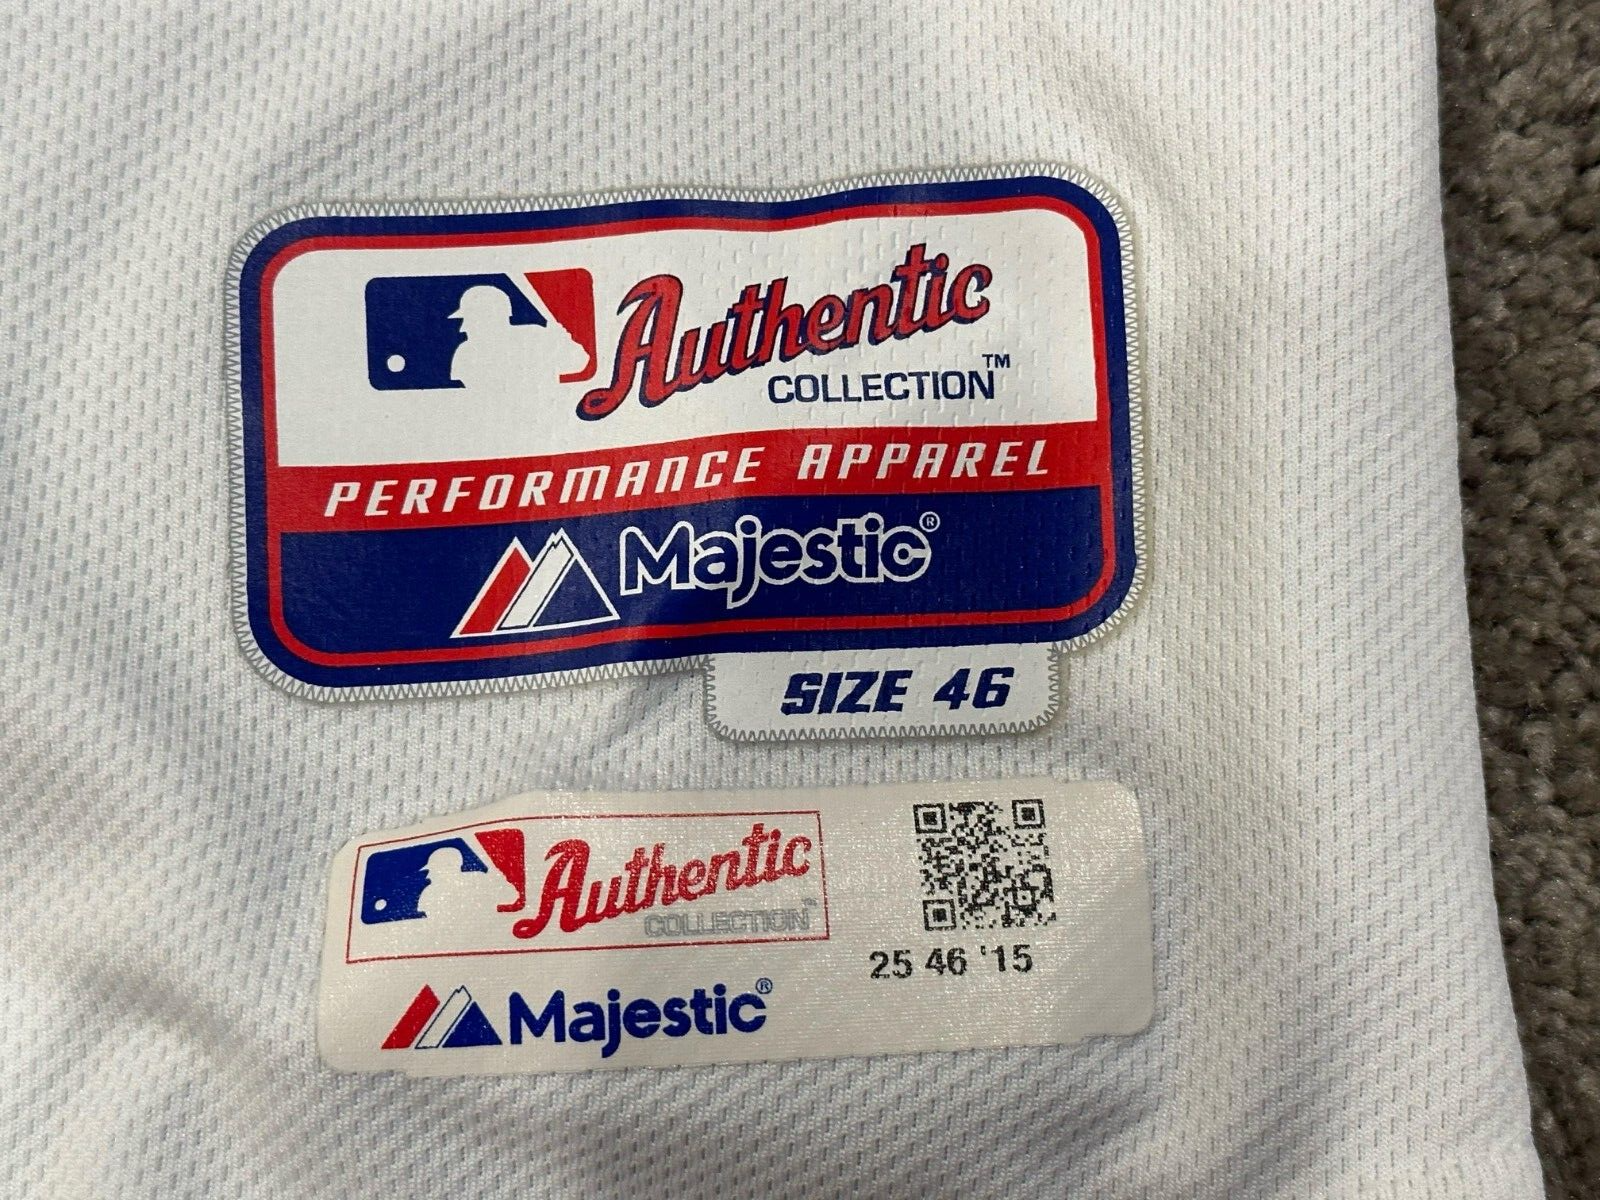 Authentic
COLLECTION™
PERFORMANCE APPAREL
Majestic®
SIZE 46
Authentic
COLLECTION™
25 46 '15
Majestic®